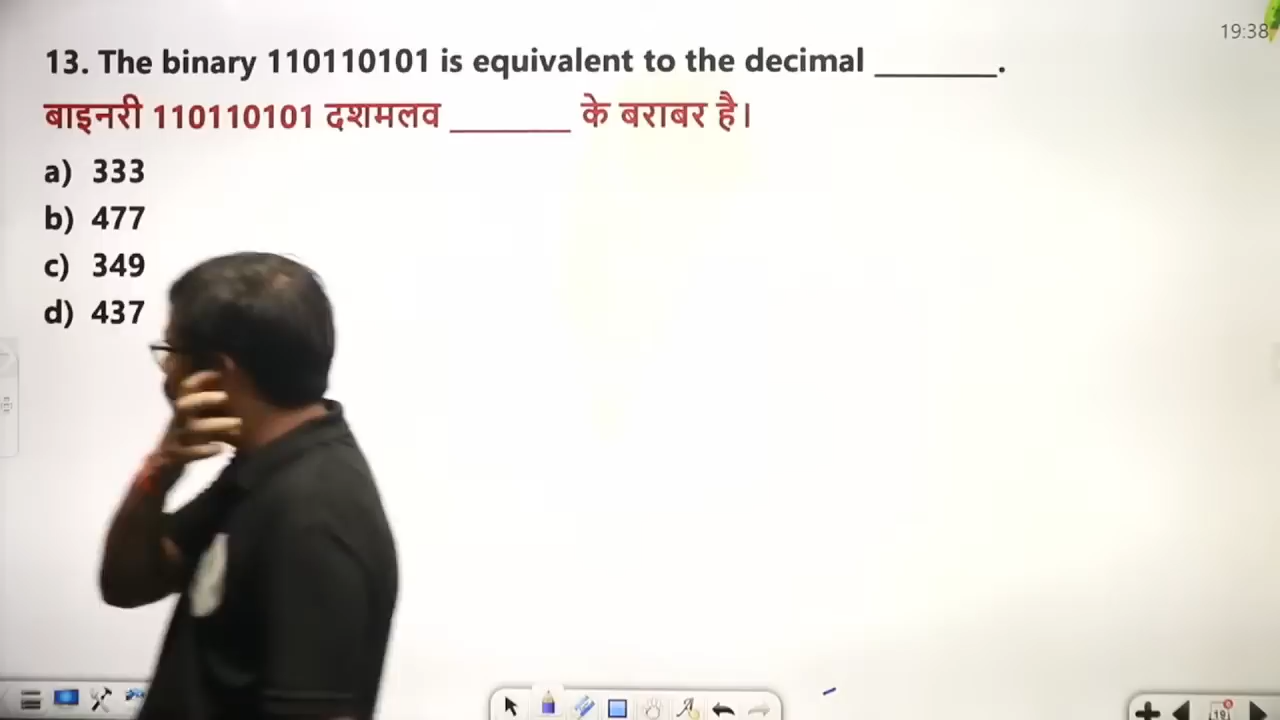 19:38
13. The binary 110110101 is equivalent to the decimal ________.
बाइनरी 110110101 दशमलव ________ के बराबर है।
a) 333
b) 477
c) 349
d) 437